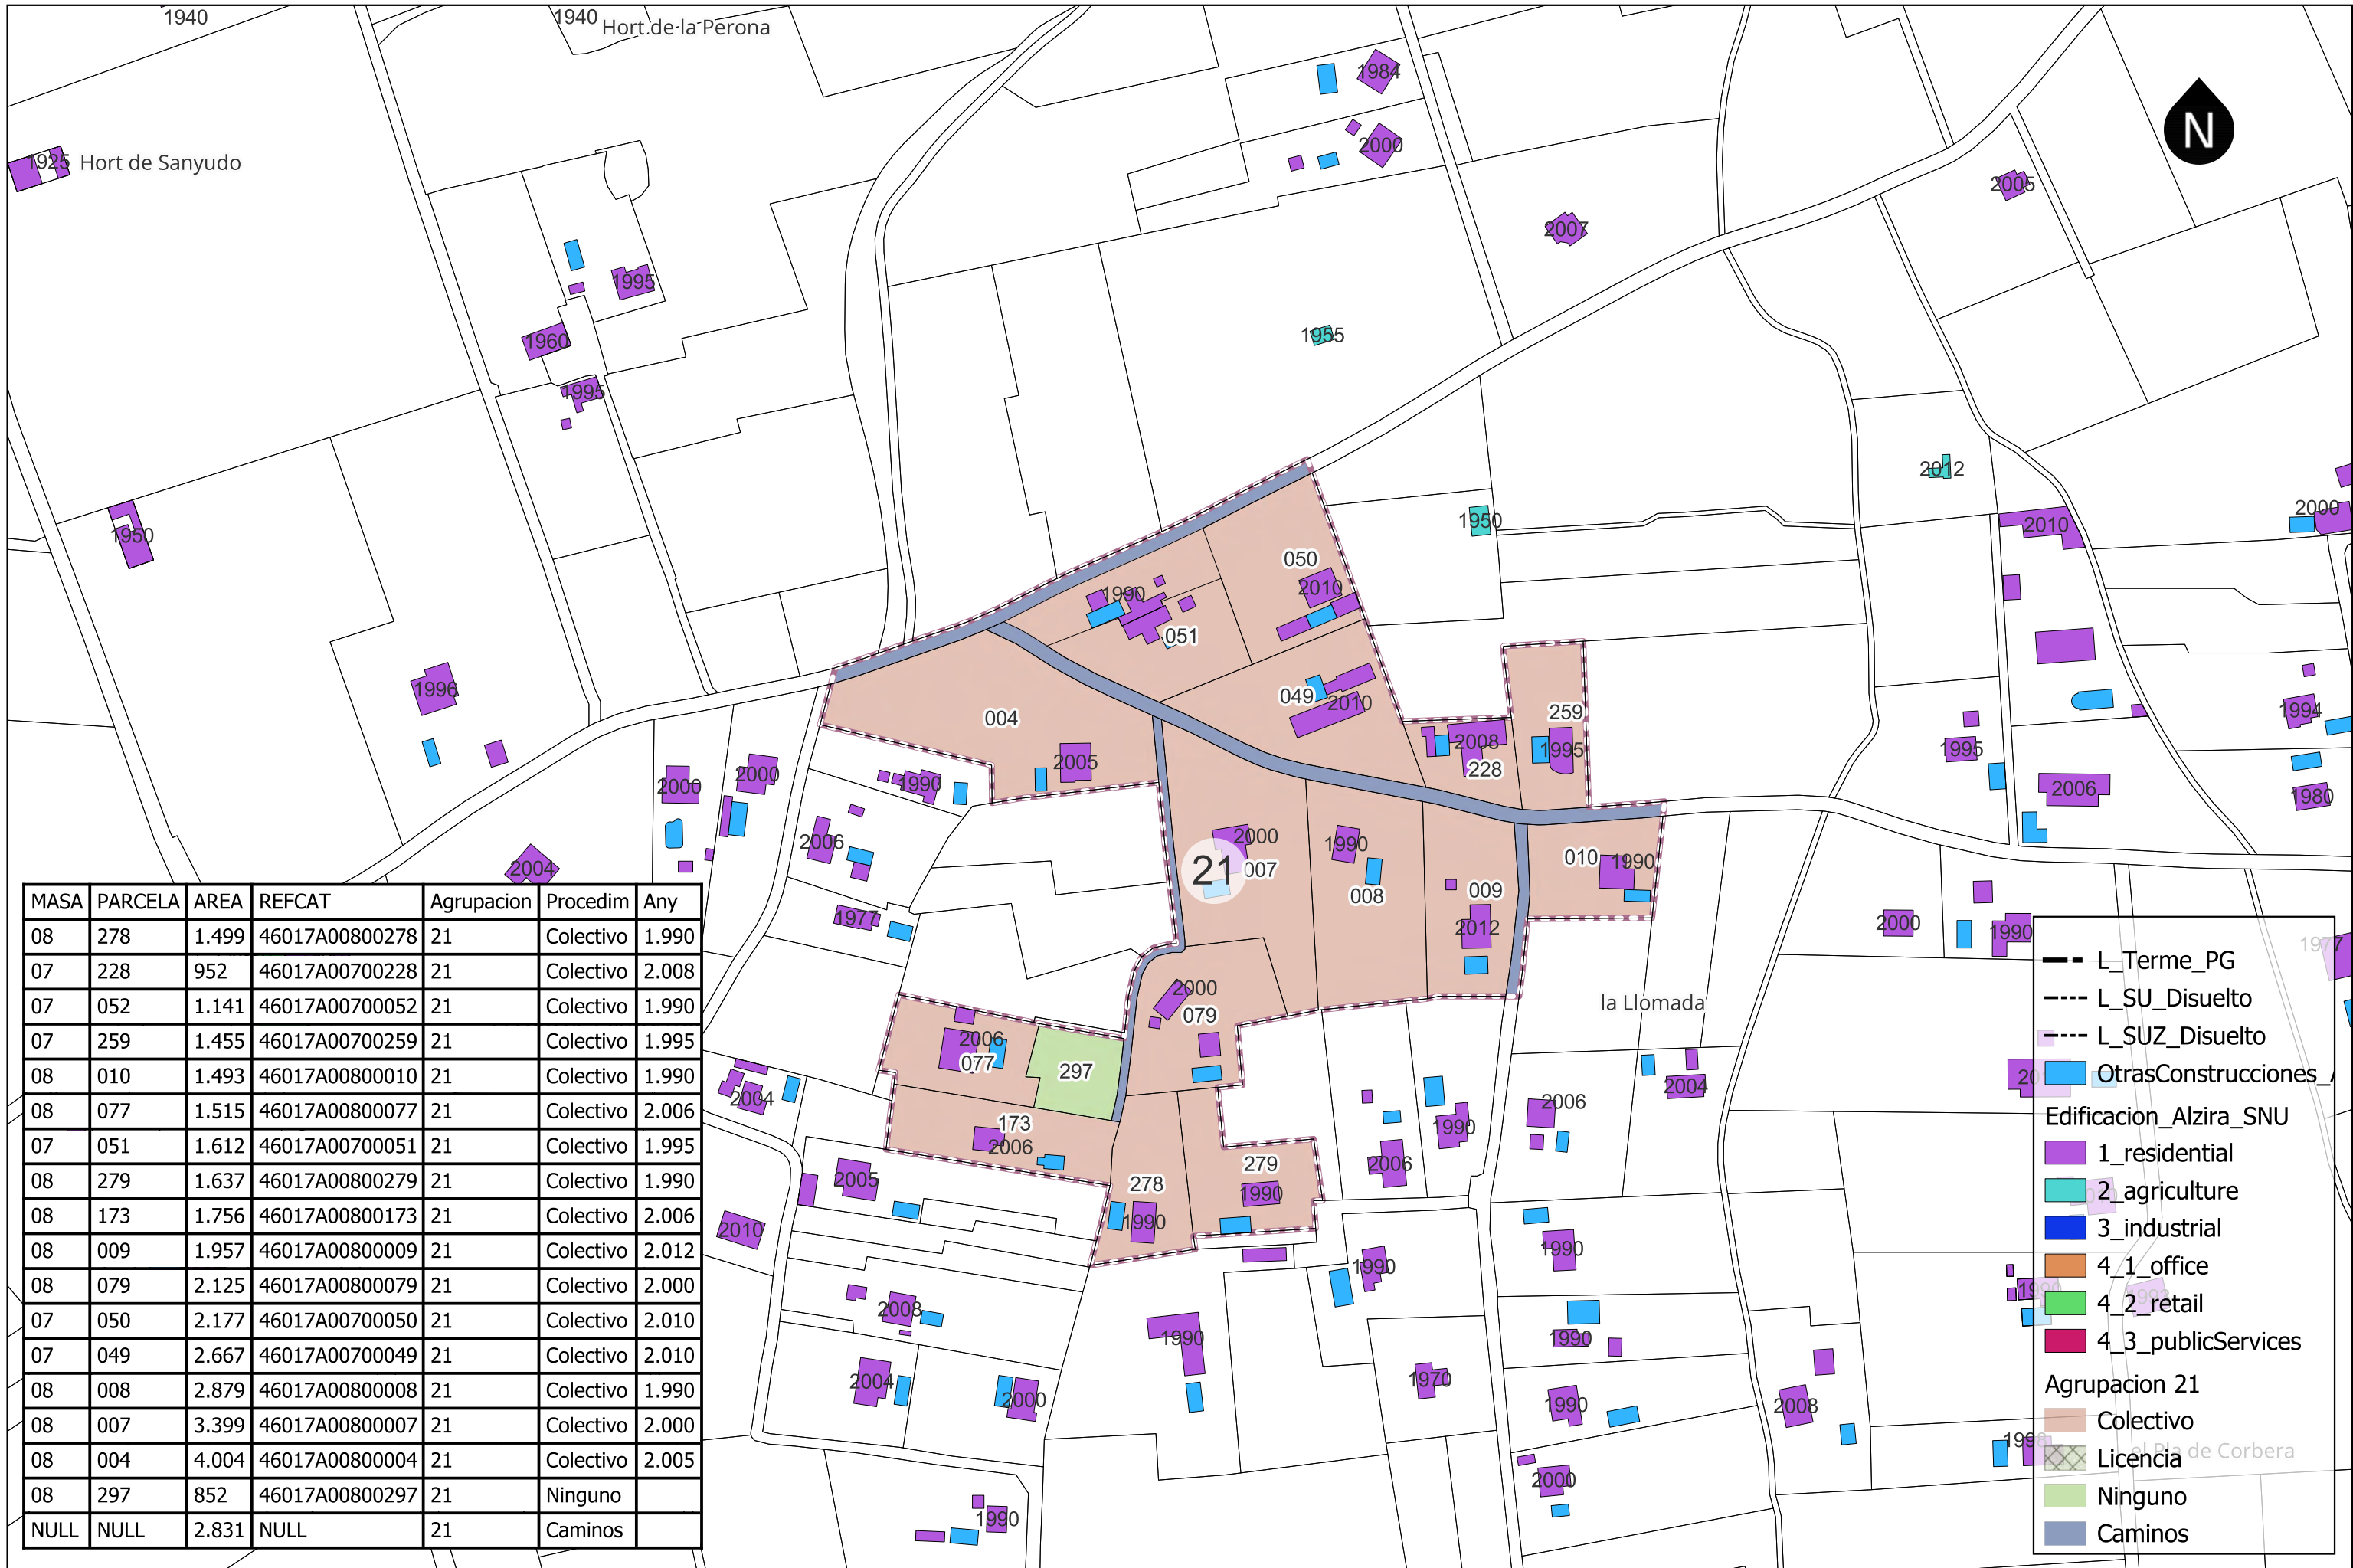 1940
1940
Hort de la Perona
1984
2000
1925
Hort de Sanyudo
N
2005
2007
1995
1960
1955
1995
2012
1950
2000
2010
1950
050
1990
2010
051
1996
004
049
2010
259
1994
2008
1995
1995
228
2005
2000
2000
1990
2006
1980
2006
2000
1990
21
007
008
010
1990
2004
009
1977
2012
2000
1990
1977
2000
la Llomada
079
2006
077
297
2004
2004
2006
173
2006
1990
2006
279
2005
278
1990
1990
2010
1990
1990
2008
1990
1990
2004
2000
1970
1990
2008
1998
el Pla de Corbera
2000
1990
MASA PARCELA AREA REFCAT Agrupacion Procedim Any
08 278 1.499 46017A00800278 21 Colectivo 1.990
07 228 952 46017A00700228 21 Colectivo 2.008
07 052 1.141 46017A00700052 21 Colectivo 1.990
07 259 1.455 46017A00700259 21 Colectivo 1.995
08 010 1.493 46017A00800010 21 Colectivo 1.990
08 077 1.515 46017A00800077 21 Colectivo 2.006
07 051 1.612 46017A00700051 21 Colectivo 1.995
08 279 1.637 46017A00800279 21 Colectivo 1.990
08 173 1.756 46017A00800173 21 Colectivo 2.006
08 009 1.957 46017A00800009 21 Colectivo 2.012
08 079 2.125 46017A00800079 21 Colectivo 2.000
07 050 2.177 46017A00700050 21 Colectivo 2.010
07 049 2.667 46017A00700049 21 Colectivo 2.010
08 008 2.879 46017A00800008 21 Colectivo 1.990
08 007 3.399 46017A00800007 21 Colectivo 2.000
08 004 4.004 46017A00800004 21 Colectivo 2.005
08 297 852 46017A00800297 21 Ninguno
NULL NULL 2.831 NULL 21 Caminos
L_Terme_PG
L_SU_Disuelto
L_SUZ_Disuelto
OtrasConstrucciones_
Edificacion_Alzira_SNU
1_residential
2_agriculture
3_industrial
4_1_office
4_2_retail
4_3_publicServices
Agrupacion 21
Colectivo
Licencia
Ninguno
Caminos